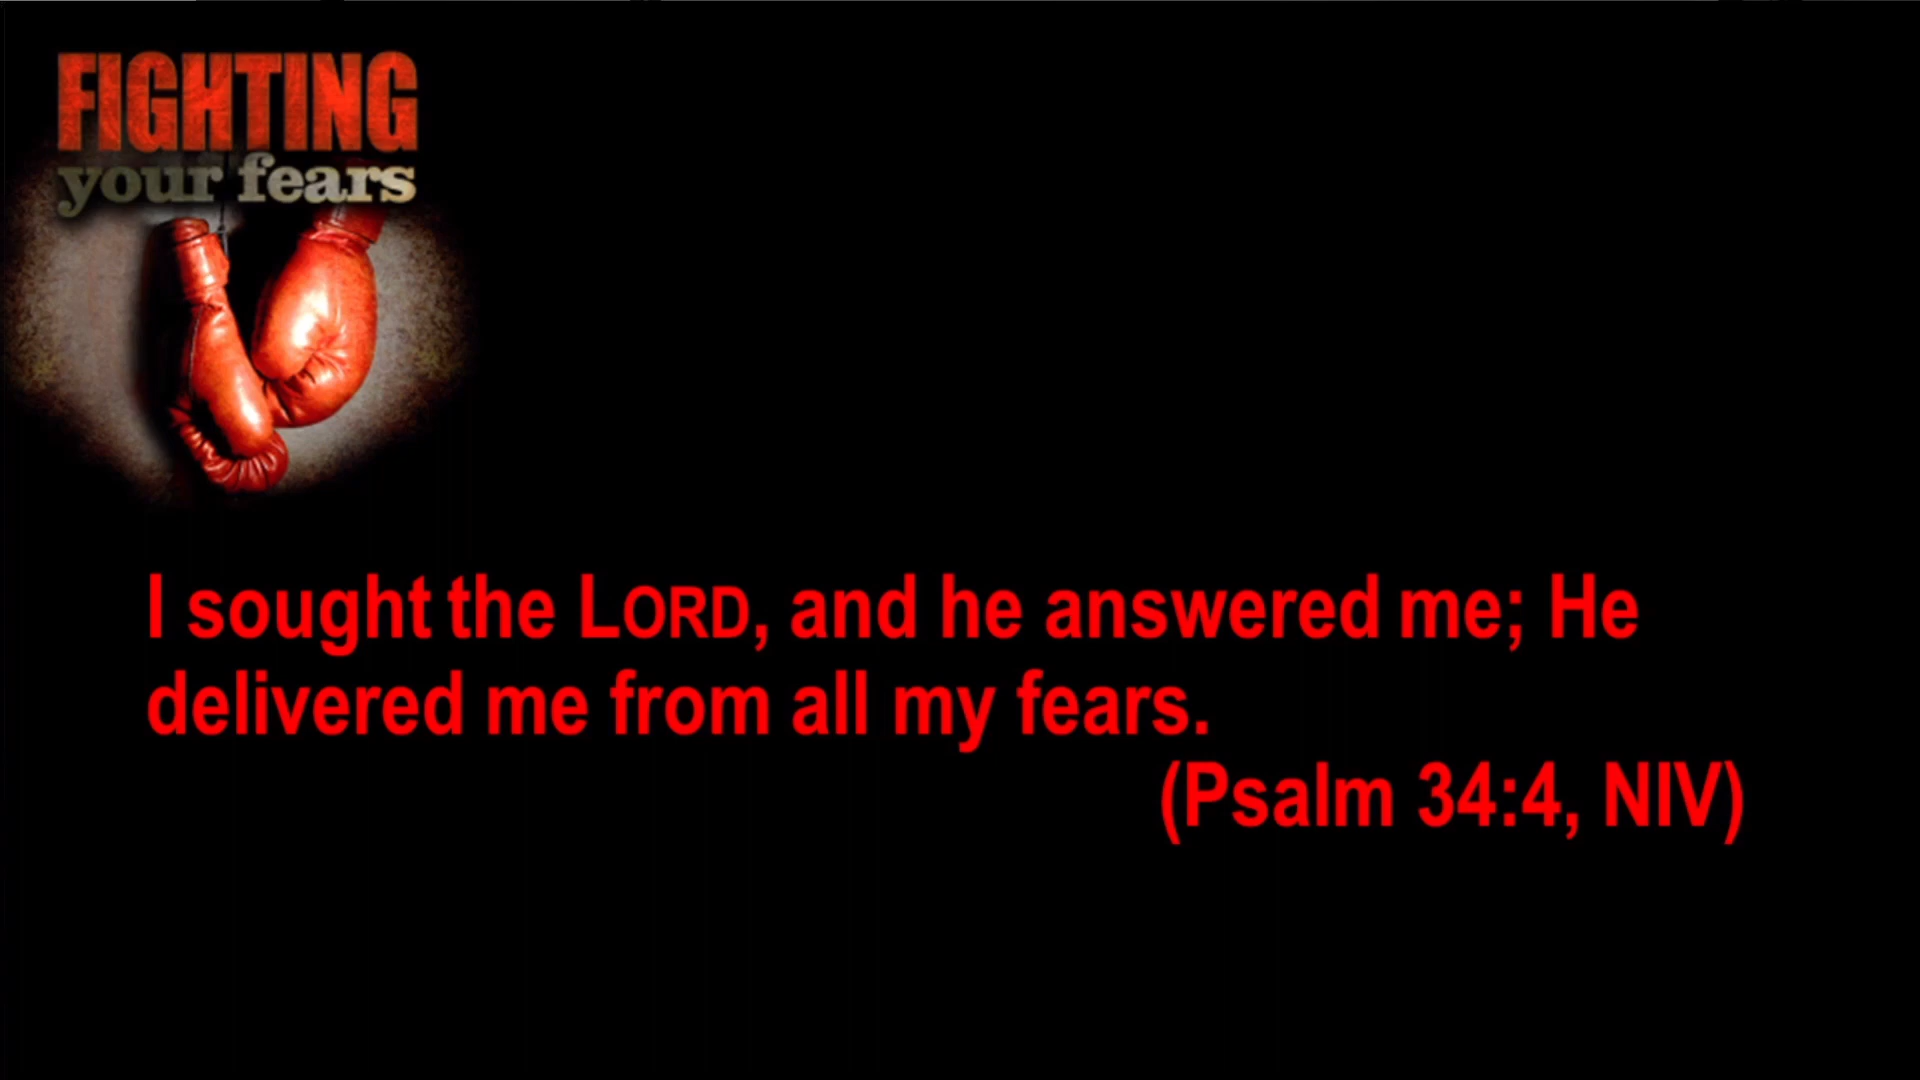 FIGHTING
your fears
I sought the LORD, and he answered me; He
delivered me from all my fears.
(Psalm 34:4, NIV)